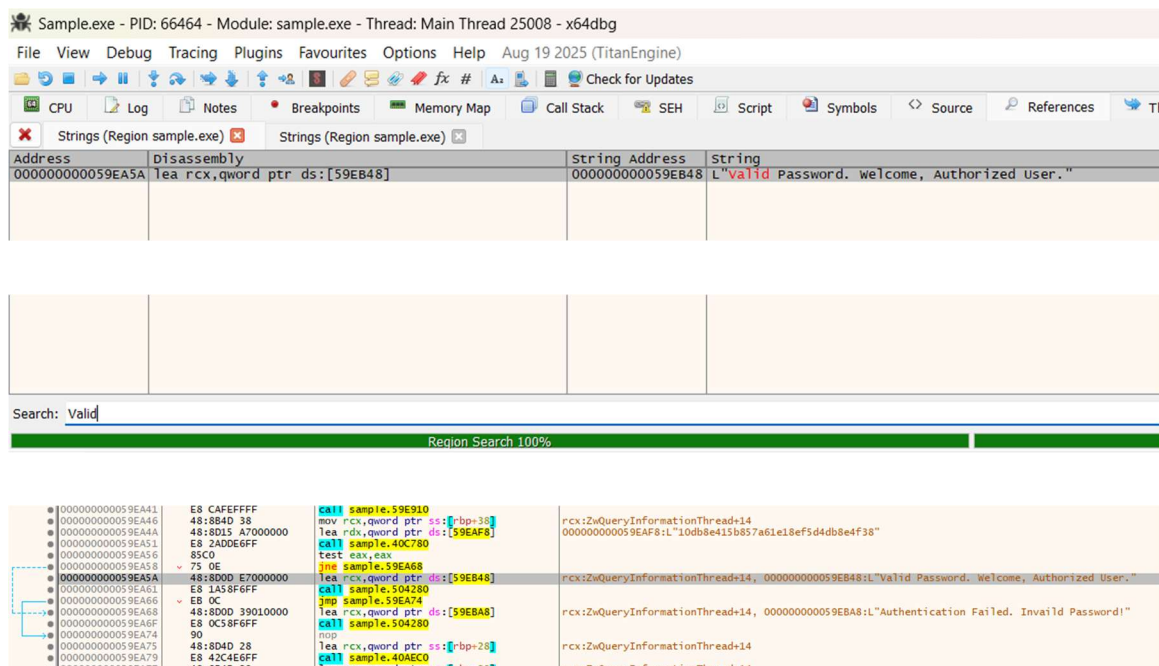 Sample.exe - PID: 66464 - Module: sample.exe - Thread: Main Thread 25008 - x64dbg
File View Debug Tracing Plugins Favourites Options Help Aug 19 2025 (TitanEngine)
Check for Updates
CPU Log Notes Breakpoints Memory Map Call Stack SEH Script Symbols Source References
Strings (Region sample.exe) Strings (Region sample.exe)
Address Disassembly String Address String
000000000059EA5A lea rcx,qword ptr ds:[59EB48] 000000000059EB48 L"Valid Password. Welcome, Authorized User."
Search: Valid
Region Search 100%
000000000059EA41 E8 CAFEFFFF call sample.59E910
000000000059EA46 48:8B4D 38 mov rcx,qword ptr ss:[rbp+38] rcx:ZwQueryInformationThread+14
000000000059EA4A 48:8D15 A7000000 lea rdx,qword ptr ds:[59EAF8] 000000000059EAF8:L"10db8e415b857a61e18ef5d4db8e4f38"
000000000059EA51 E8 2ADDE6FF call sample.40C780
000000000059EA56 85C0 test eax,eax
000000000059EA58 75 0E jne sample.59EA68
000000000059EA5A 48:8D0D E7000000 lea rcx,qword ptr ds:[59EB48] rcx:ZwQueryInformationThread+14, 000000000059EB48:L"Valid Password. Welcome, Authorized User."
000000000059EA61 E8 1A58F6FF call sample.504280
000000000059EA66 EB 0C jmp sample.59EA74
000000000059EA68 48:8D0D 39010000 lea rcx,qword ptr ds:[59EBA8] rcx:ZwQueryInformationThread+14, 000000000059EBA8:L"Authentication Failed. Invaild Password!"
000000000059EA6F E8 0C58F6FF call sample.504280
000000000059EA74 90 nop
000000000059EA75 48:8D4D 28 lea rcx,qword ptr ss:[rbp+28] rcx:ZwQueryInformationThread+14
000000000059EA79 E8 42C4E6FF call sample.40AEC0